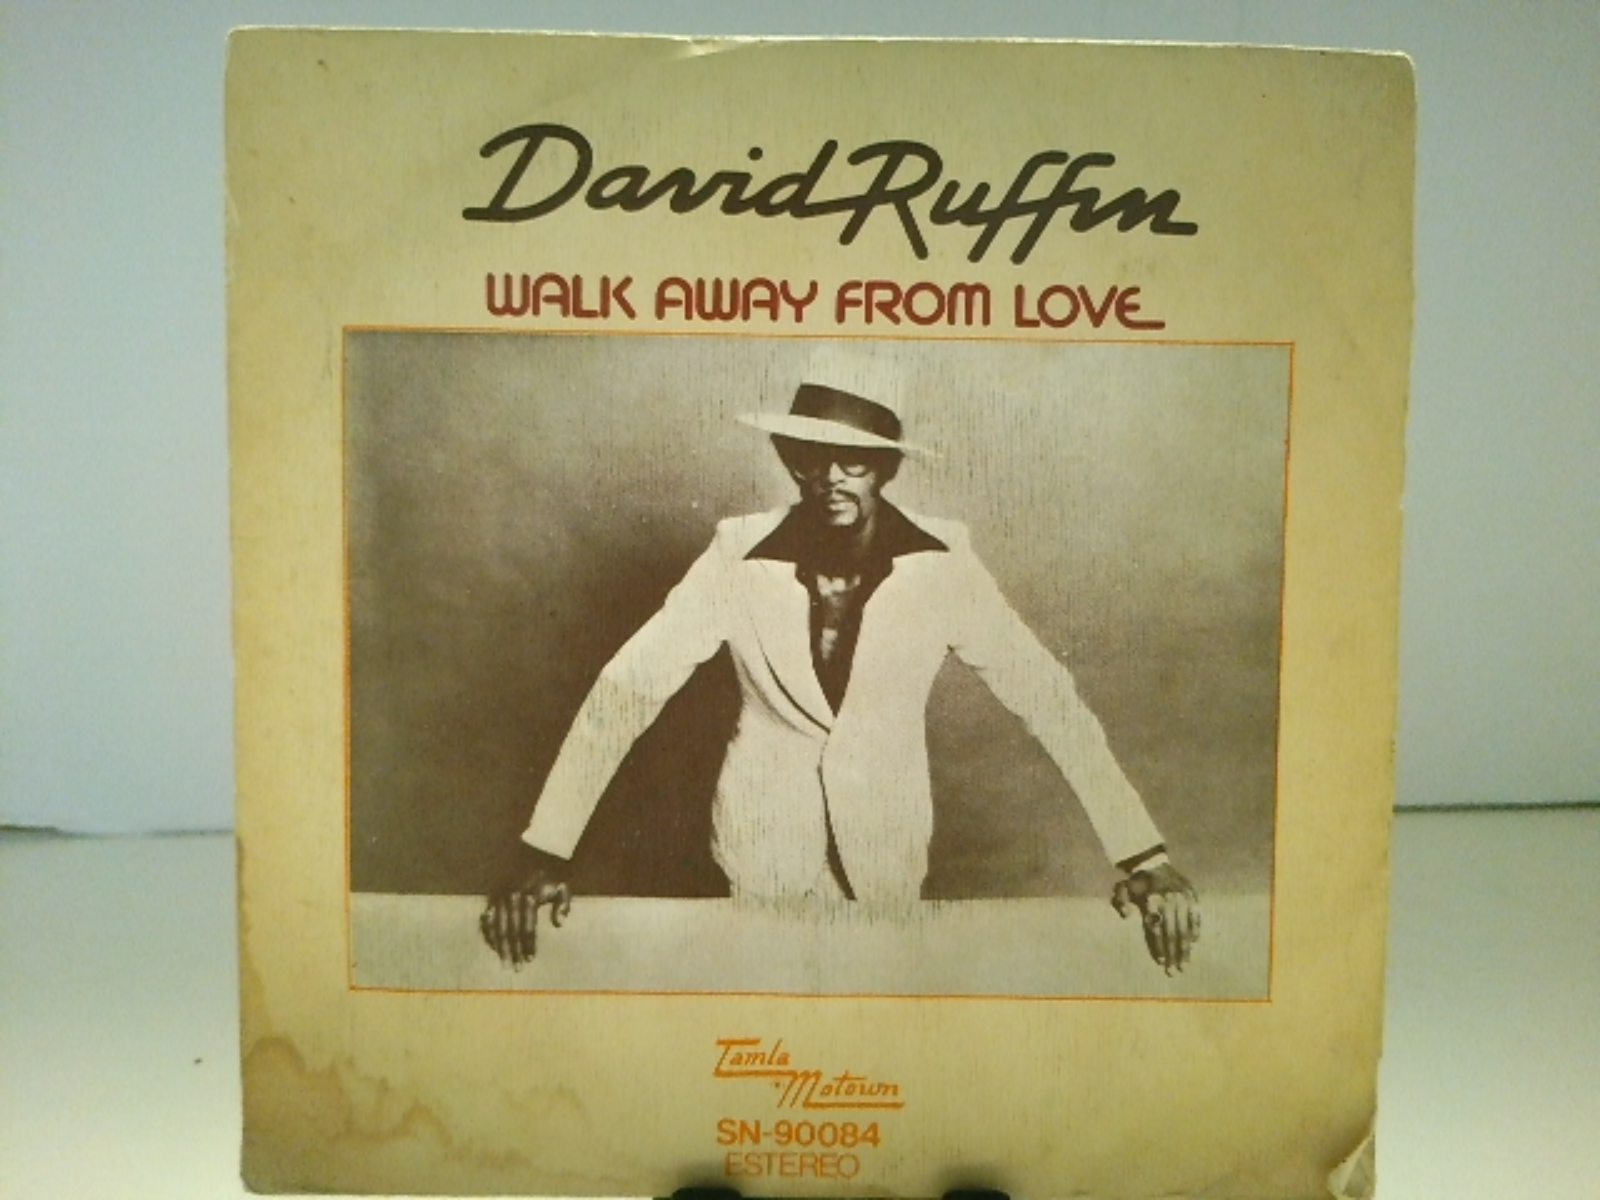 David Ruffin
WALK AWAY FROM LOVE
Tamla
Motown
SN-90084
ESTEREO